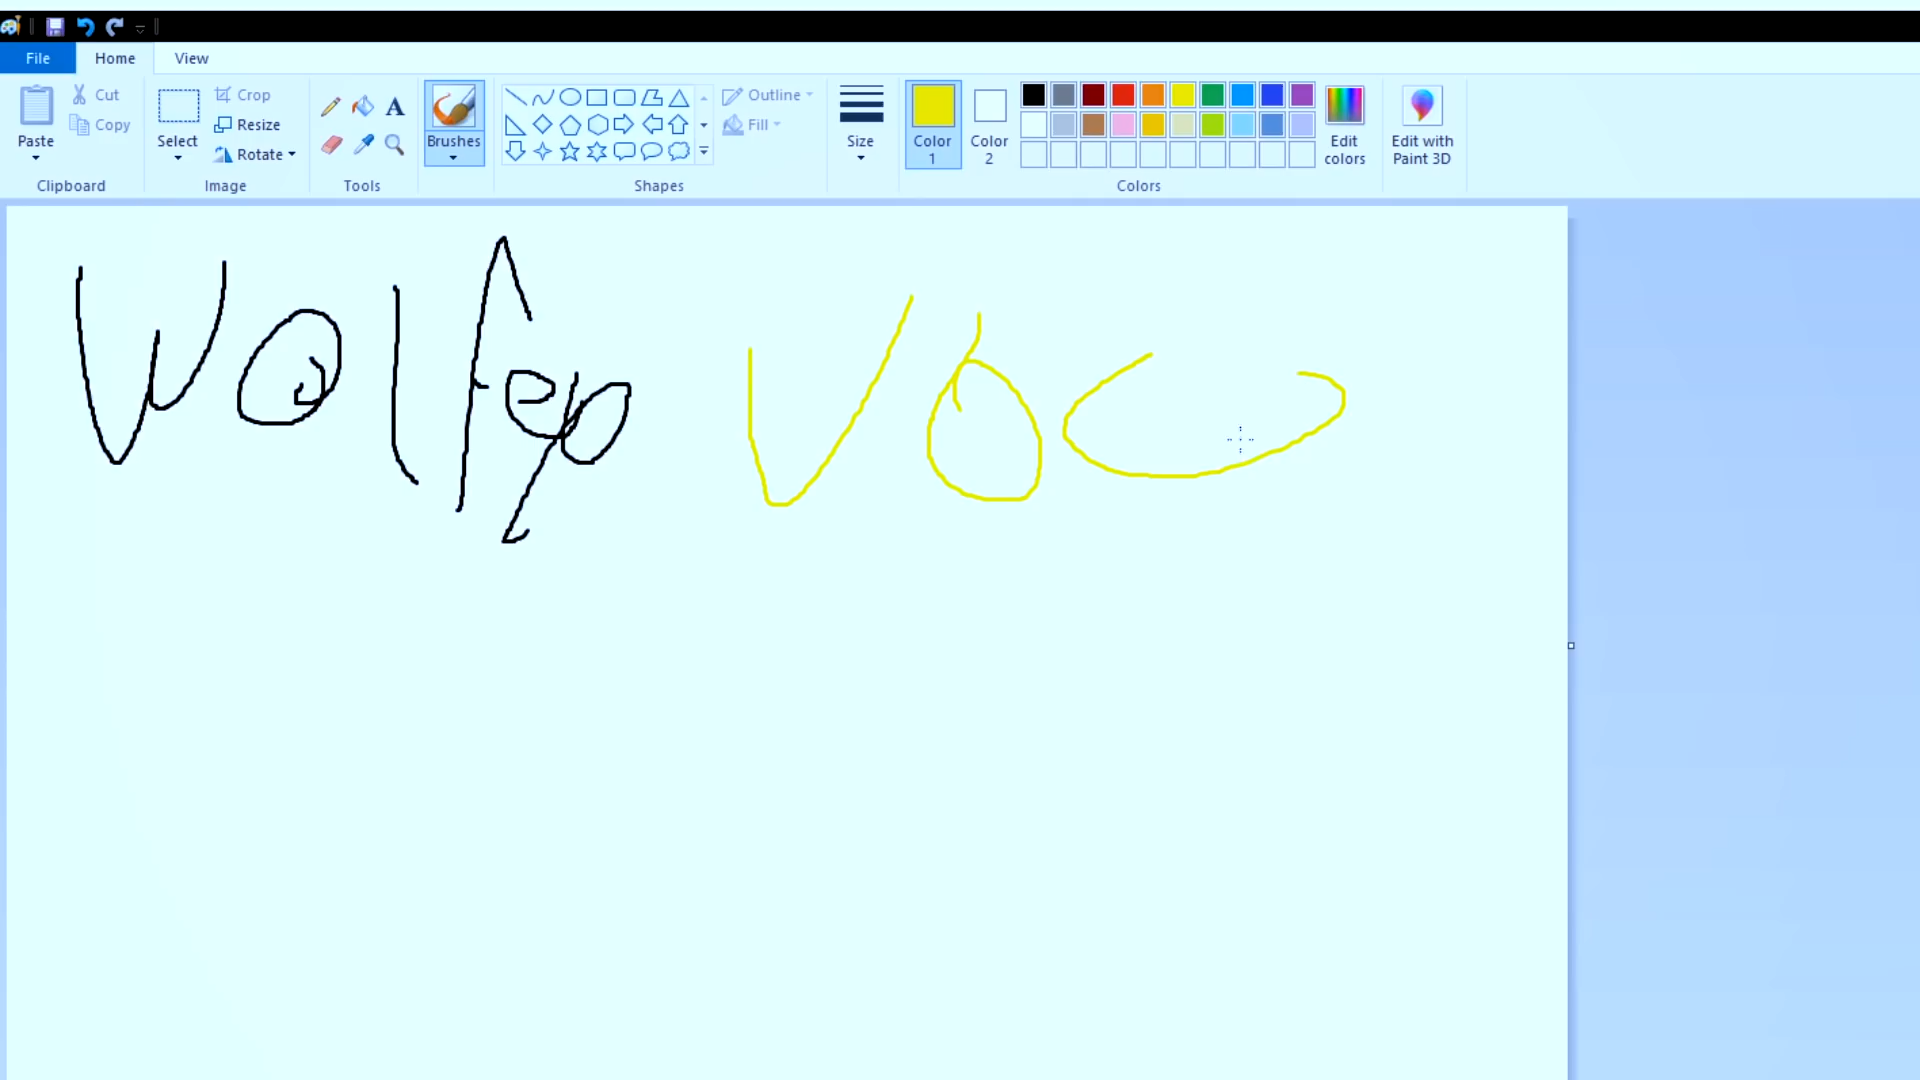 File Home View
Paste Cut Copy Select Crop Resize Rotate Brushes Outline Fill Size Color 1 Color 2 Edit colors Edit with Paint 3D
Clipboard Image Tools Shapes Colors